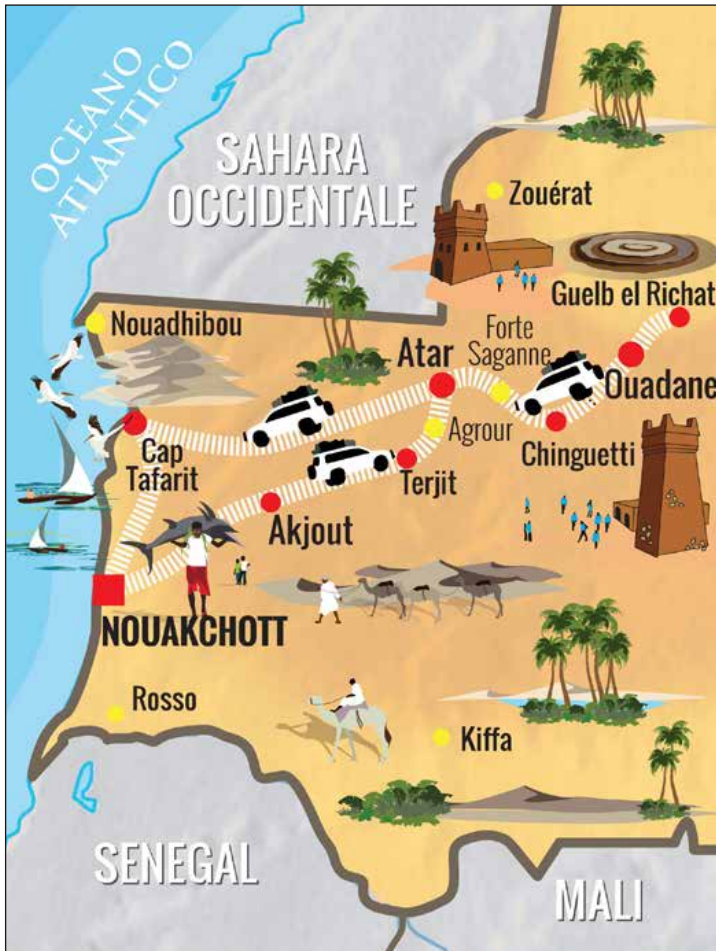 OCEANO
ATLANTICO
SAHARA
OCCIDENTALE
Zouérat
Guelb el Richat
Nouadhibou
Forte
Saganne
Atar
Ouadane
Agrour
Cap
Tafarit
Chinguetti
Terjit
Akjout
NOUAKCHOTT
Rosso
Kiffa
SENEGAL
MALI